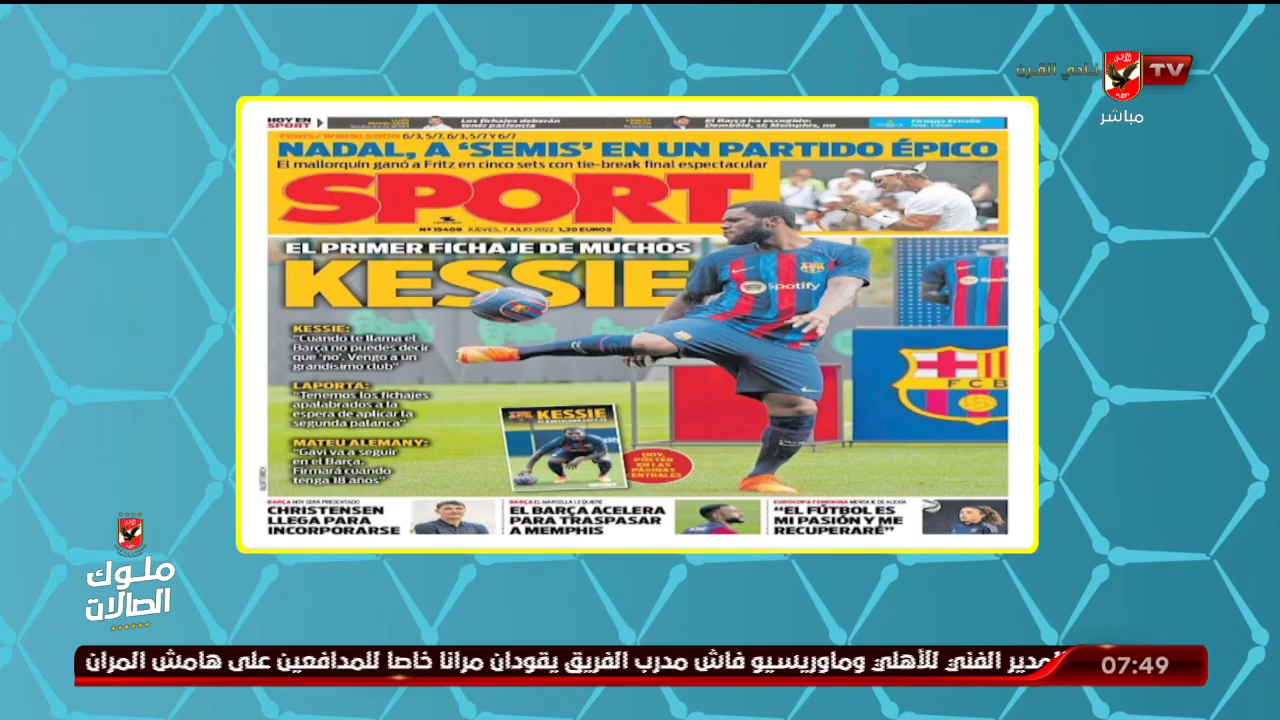 نادي القرن
TV
مباشر
HOY EN
SPORT
Los fichajes deberán
tener paciencia
El Barça ha escogido:
Dembélé, sí; Memphis, no
TENIS/WIMBLEDON 6/3, 5/7, 6/3, 5/7 Y 6/7
NADAL, A ‘SEMIS’ EN UN PARTIDO ÉPICO
El mallorquín ganó a Fritz en cinco sets con tie-break final espectacular
SPORT
Nº 15409 JUEVES, 7 JULIO 2022 1,30 EUROS
EL PRIMER FICHAJE DE MUCHOS
KESSIE
Spotify
KESSIE:
“Cuando te llama el
Barça no puedes decir
que ‘no’. Vengo a un
grandísimo club”
LAPORTA:
“Tenemos los fichajes
apalabrados a la
espera de aplicar la
segunda palanca”
MATEU ALEMANY:
“Gavi va a seguir
en el Barça.
Firmará cuando
tenga 18 años”
KESSIE
HOY,
PÓSTER
EN LAS
PÁGINAS
CENTRALES
FCB
BARÇA HOY SERÁ PRESENTADO
CHRISTENSEN
LLEGA PARA
INCORPORARSE
BARÇA EL MARSELLA LE QUIERE
EL BARÇA ACELERA
PARA TRASPASAR
A MEMPHIS
EUROCOPA FEMENINA MENSAJE DE ALEXIA
“EL FÚTBOL ES
MI PASIÓN Y ME
RECUPERARÉ”
ملوك
الصالات
لمدير الفني للأهلي وماوريسيو فاش مدرب الفريق يقودان مرانا خاصا للمدافعين على هامش المران
07:49